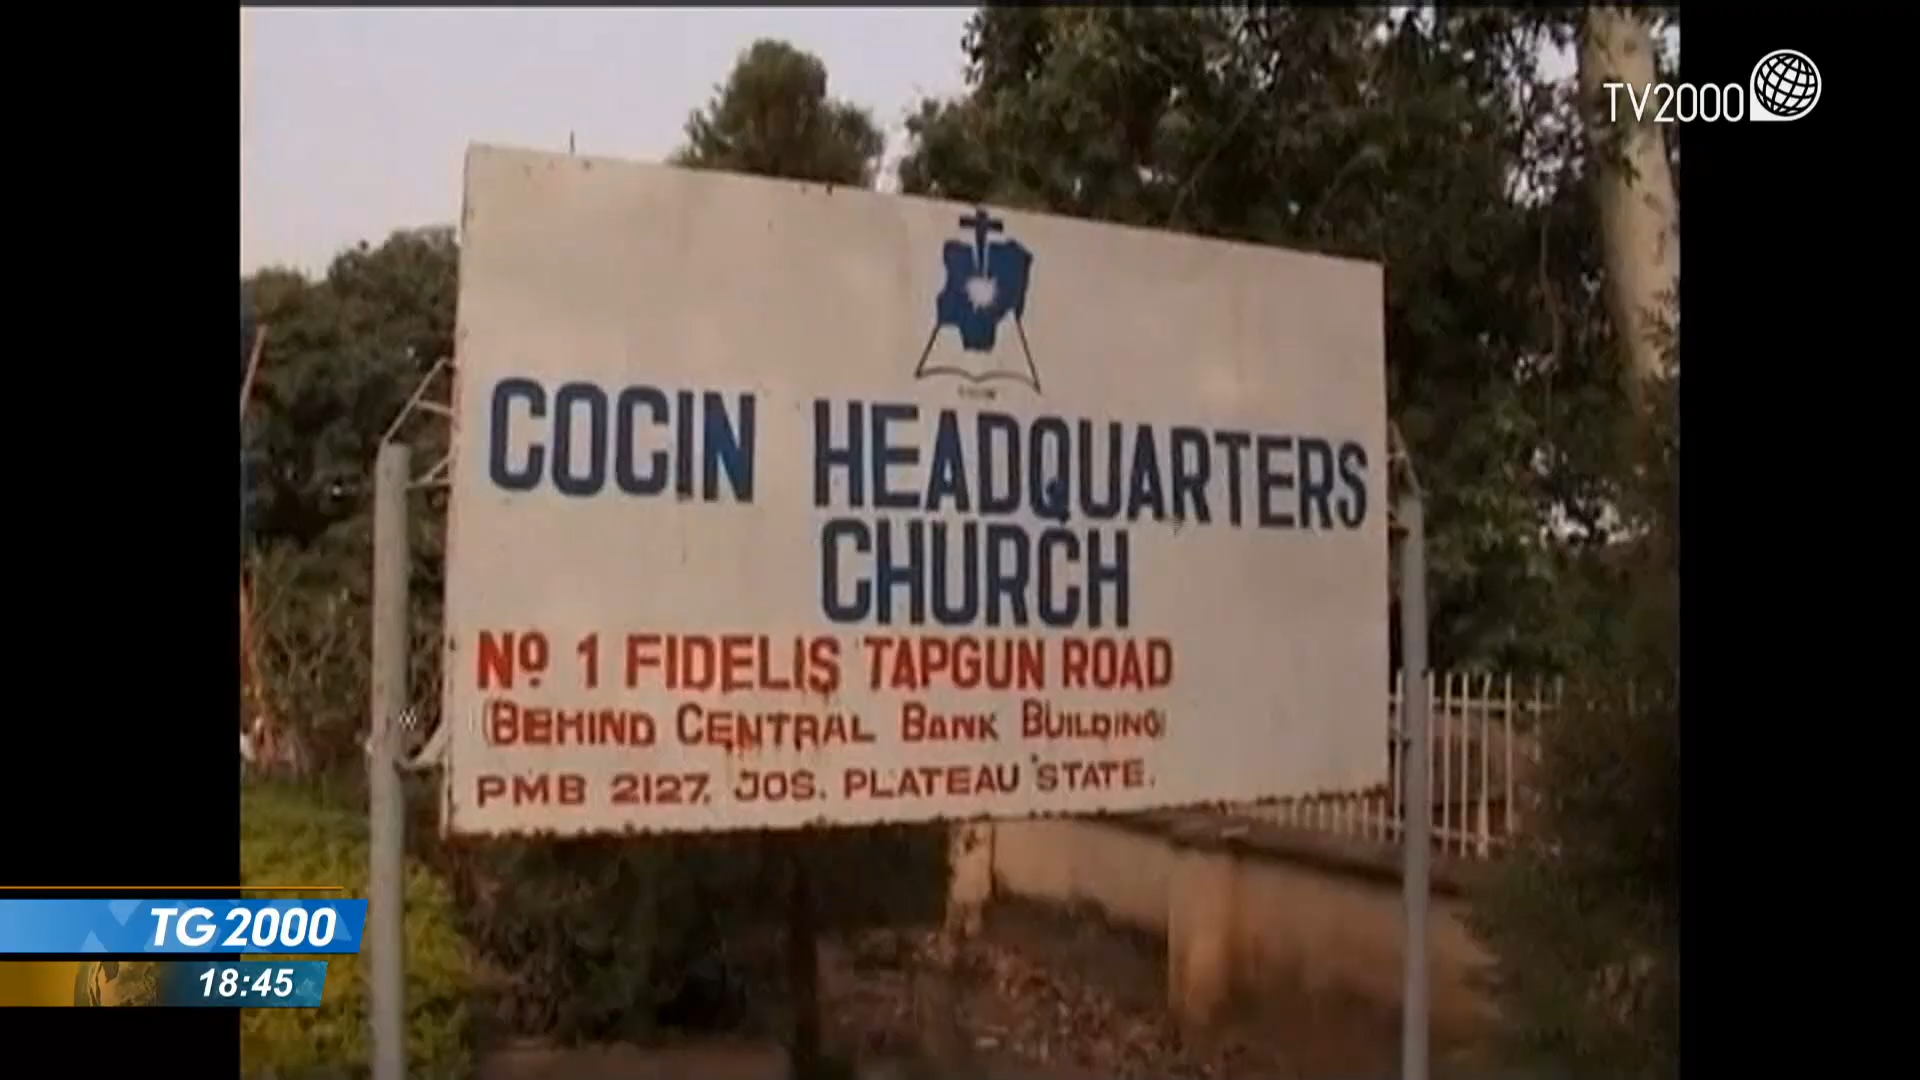 TV2000
COCIN HEADQUARTERS
CHURCH
Nº 1 FIDELIS TAPGUN ROAD
(BEHIND CENTRAL BANK BUILDING)
PMB 2127. JOS. PLATEAU STATE.
TG 2000
18:45